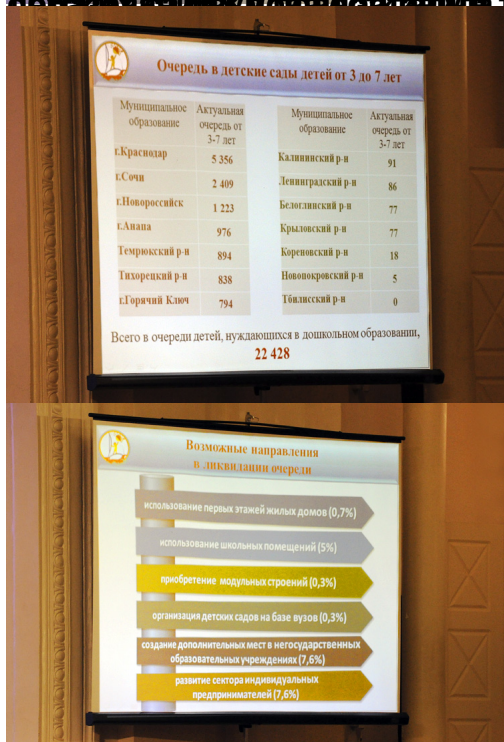 Очередь в детские сады детей от 3 до 7 лет
Муниципальное образование Актуальная очередь от 3-7 лет
г.Краснодар 5 356
г.Сочи 2 409
г.Новороссийск 1 223
г.Анапа 976
Темрюкский р-н 894
Тихорецкий р-н 838
г.Горячий Ключ 794
Муниципальное образование Актуальная очередь от 3-7 лет
Калининский р-н 91
Ленинградский р-н 86
Белоглинский р-н 77
Крыловский р-н 77
Кореновский р-н 18
Новопокровский р-н 5
Тбилисский р-н 0
Всего в очереди детей, нуждающихся в дошкольном образовании,
22 428
Возможные направления
в ликвидации очереди
использование первых этажей жилых домов (0,7%)
использование школьных помещений (5%)
приобретение модульных строений (0,3%)
организация детских садов на базе вузов (0,3%)
создание дополнительных мест в негосударственных
образовательных учреждениях (7,6%)
развитие сектора индивидуальных
предпринимателей (7,6%)